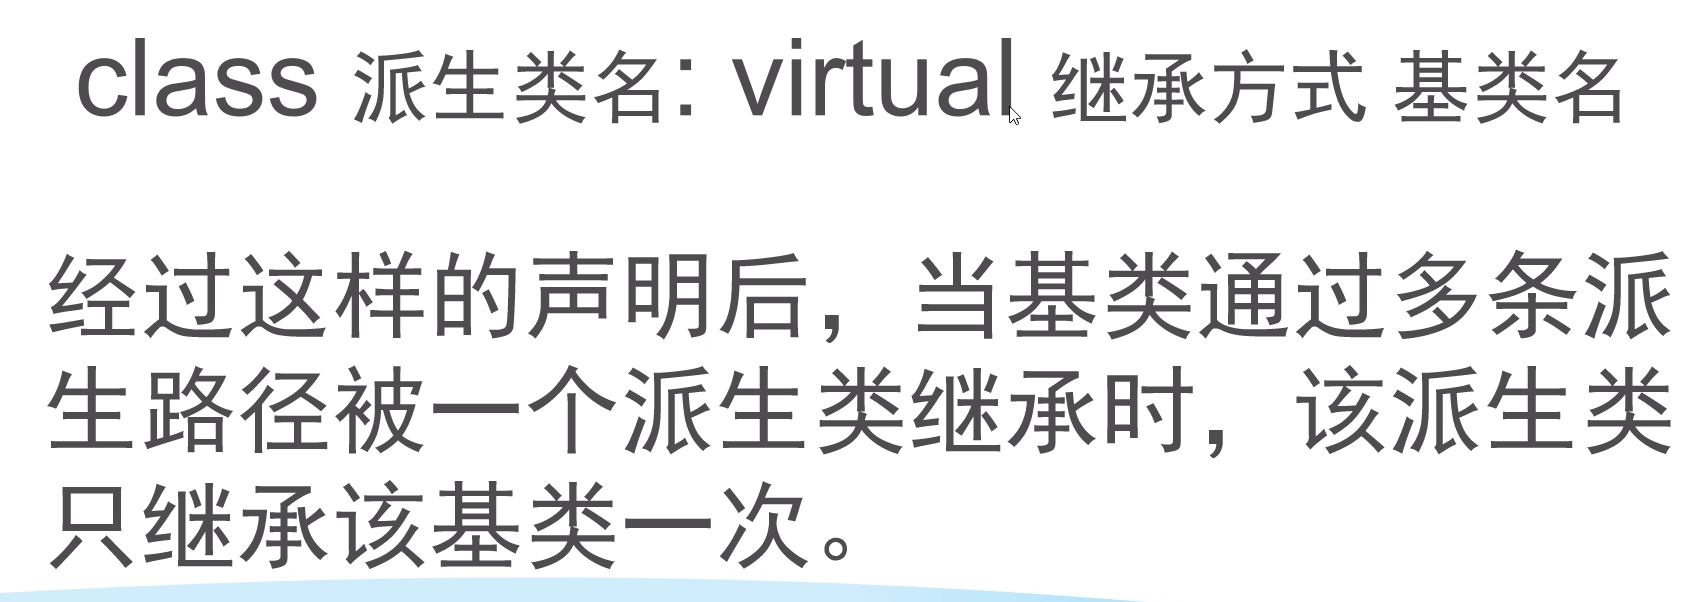 class 派生类名: virtual 继承方式 基类名
经过这样的声明后，当基类通过多条派
生路径被一个派生类继承时，该派生类
只继承该基类一次。